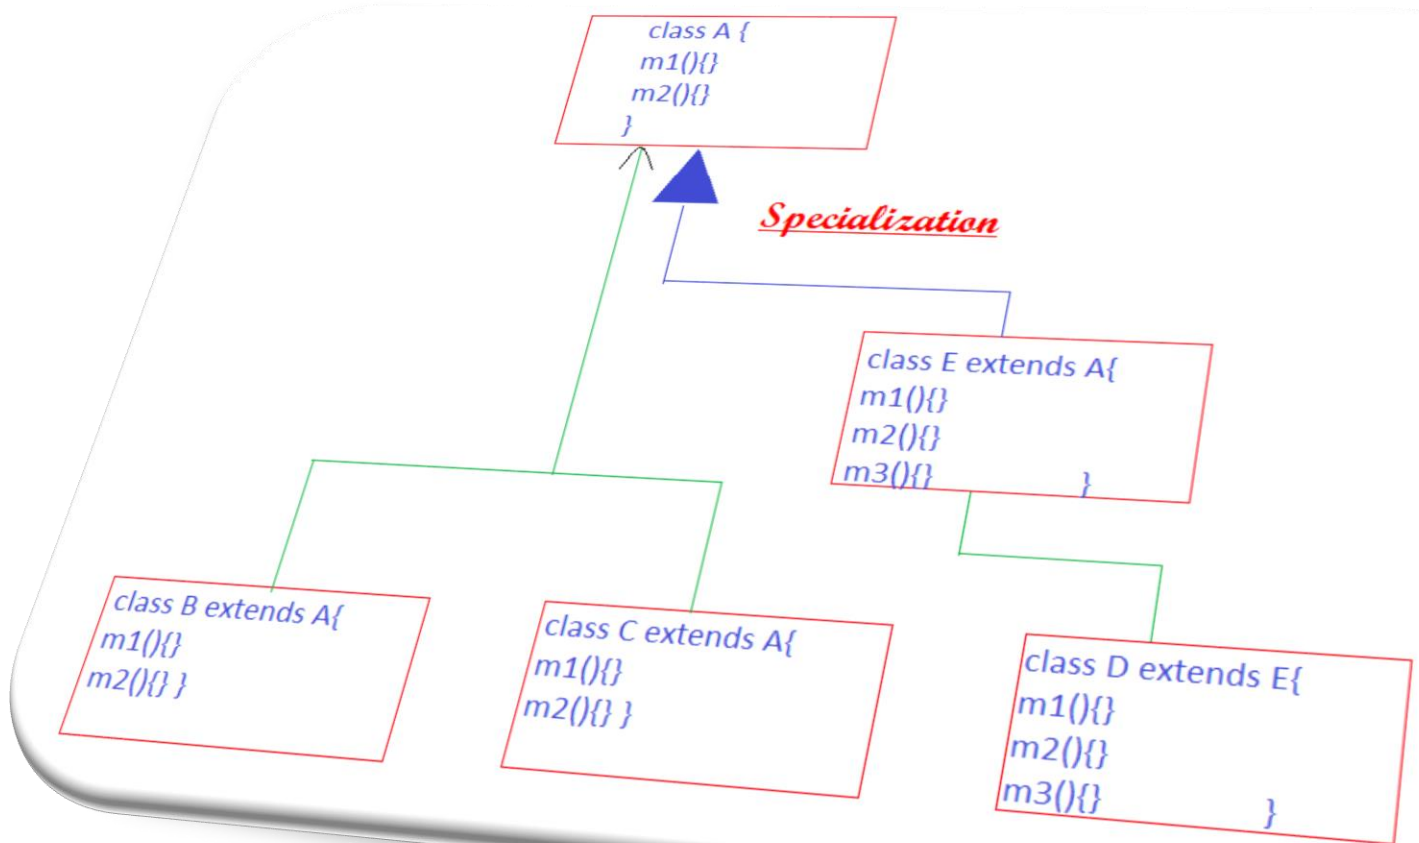 class A {
m1(){}
m2(){}
}
Specialization
class E extends A{
m1(){}
m2(){}
m3(){} }
class B extends A{
m1(){}
m2(){} }
class C extends A{
m1(){}
m2(){} }
class D extends E{
m1(){}
m2(){}
m3(){} }